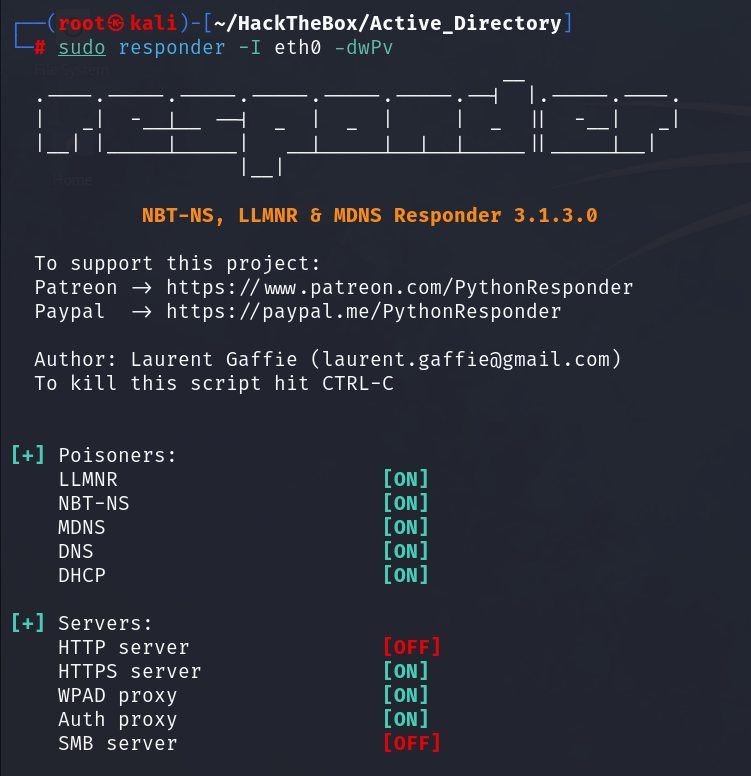 ┌──(root㉿kali)-[~/HackTheBox/Active_Directory]
└─# sudo responder -I eth0 -dwPv
NBT-NS, LLMNR & MDNS Responder 3.1.3.0
To support this project:
Patreon -> https://www.patreon.com/PythonResponder
Paypal -> https://paypal.me/PythonResponder
Author: Laurent Gaffie (laurent.gaffie@gmail.com)
To kill this script hit CTRL-C
[+] Poisoners:
LLMNR [ON]
NBT-NS [ON]
MDNS [ON]
DNS [ON]
DHCP [ON]
[+] Servers:
HTTP server [OFF]
HTTPS server [ON]
WPAD proxy [ON]
Auth proxy [ON]
SMB server [OFF]